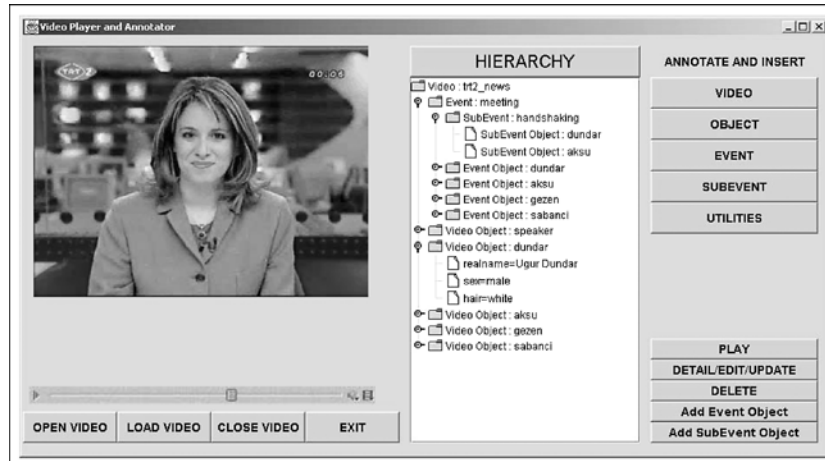 Video Player and Annotator
TRT 2
00:06
HIERARCHY
Video : trt2_news
Event : meeting
SubEvent : handshaking
SubEvent Object : dundar
SubEvent Object : aksu
Event Object : dundar
Event Object : aksu
Event Object : gezen
Event Object : sabanci
Video Object : speaker
Video Object : dundar
realname=Ugur Dundar
sex=male
hair=white
Video Object : aksu
Video Object : gezen
Video Object : sabanci
ANNOTATE AND INSERT
VIDEO
OBJECT
EVENT
SUBEVENT
UTILITIES
PLAY
DETAIL/EDIT/UPDATE
DELETE
Add Event Object
Add SubEvent Object
OPEN VIDEO
LOAD VIDEO
CLOSE VIDEO
EXIT